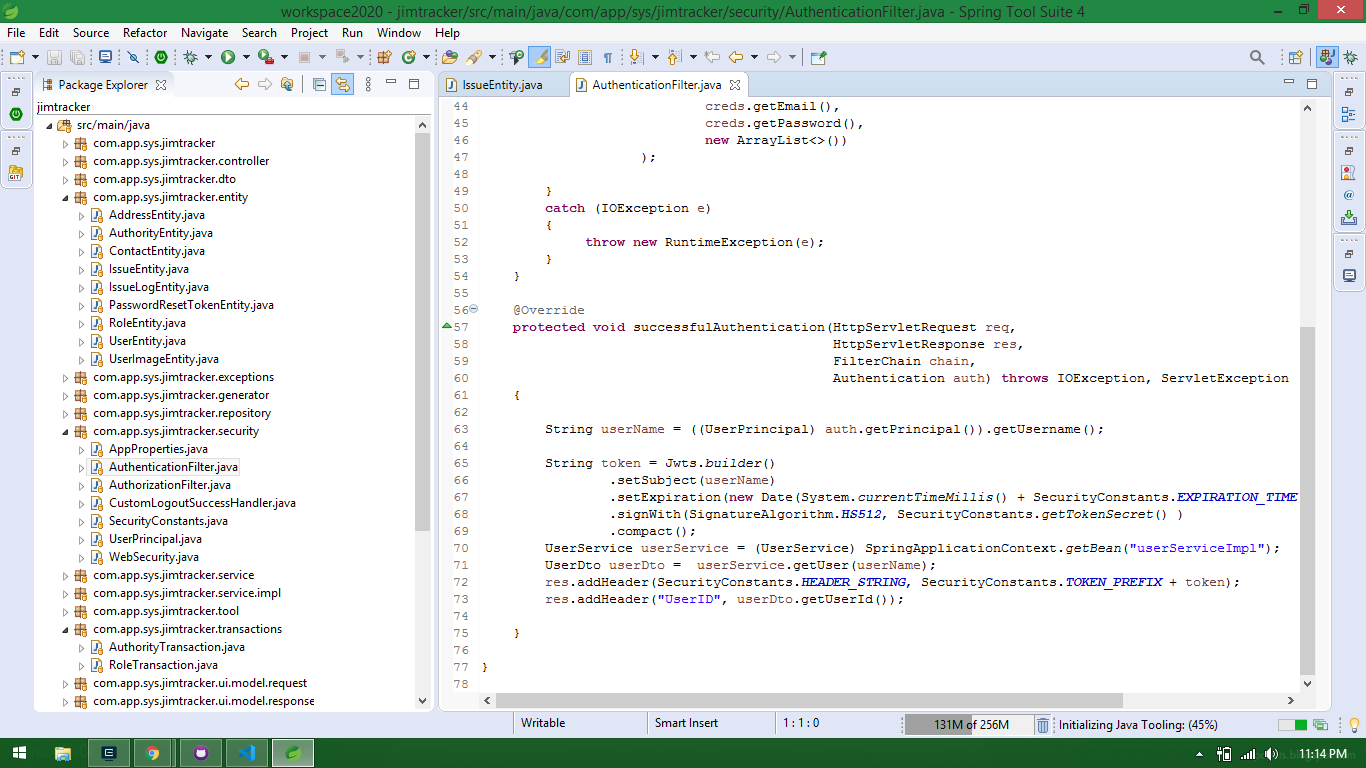 workspace2020 - jimtracker/src/main/java/com/app/sys/jimtracker/security/AuthenticationFilter.java - Spring Tool Suite 4
File Edit Source Refactor Navigate Search Project Run Window Help
Package Explorer
jimtracker
src/main/java
com.app.sys.jimtracker
com.app.sys.jimtracker.controller
com.app.sys.jimtracker.dto
com.app.sys.jimtracker.entity
AddressEntity.java
AuthorityEntity.java
ContactEntity.java
IssueEntity.java
IssueLogEntity.java
PasswordResetTokenEntity.java
RoleEntity.java
UserEntity.java
UserImageEntity.java
com.app.sys.jimtracker.exceptions
com.app.sys.jimtracker.generator
com.app.sys.jimtracker.repository
com.app.sys.jimtracker.security
AppProperties.java
AuthenticationFilter.java
AuthorizationFilter.java
CustomLogoutSuccessHandler.java
SecurityConstants.java
UserPrincipal.java
WebSecurity.java
com.app.sys.jimtracker.service
com.app.sys.jimtracker.service.impl
com.app.sys.jimtracker.tool
com.app.sys.jimtracker.transactions
AuthorityTransaction.java
RoleTransaction.java
com.app.sys.jimtracker.ui.model.request
com.app.sys.jimtracker.ui.model.response
IssueEntity.java AuthenticationFilter.java
44 creds.getEmail(),
45 creds.getPassword(),
46 new ArrayList<>())
47 );
48
49 }
50 catch (IOException e)
51 {
52 throw new RuntimeException(e);
53 }
54 }
55
56 @Override
57 protected void successfulAuthentication(HttpServletRequest req,
58 HttpServletResponse res,
59 FilterChain chain,
60 Authentication auth) throws IOException, ServletException
61 {
62
63 String userName = ((UserPrincipal) auth.getPrincipal()).getUsername();
64
65 String token = Jwts.builder()
66 .setSubject(userName)
67 .setExpiration(new Date(System.currentTimeMillis() + SecurityConstants.EXPIRATION_TIME
68 .signWith(SignatureAlgorithm.HS512, SecurityConstants.getTokenSecret() )
69 .compact();
70 UserService userService = (UserService) SpringApplicationContext.getBean("userServiceImpl");
71 UserDto userDto = userService.getUser(userName);
72 res.addHeader(SecurityConstants.HEADER_STRING, SecurityConstants.TOKEN_PREFIX + token);
73 res.addHeader("UserID", userDto.getUserId());
74
75 }
76
77 }
78
Writable Smart Insert 1 : 1 : 0 131M of 256M Initializing Java Tooling: (45%)
11:14 PM